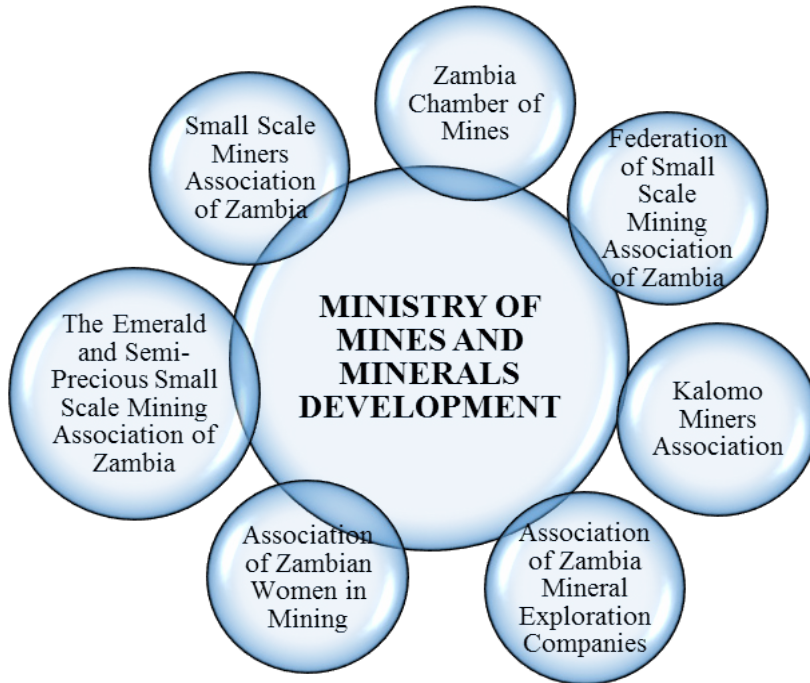 Zambia
Chamber of
Mines
Small Scale
Miners
Association
of Zambia
Federation
of Small
Scale
Mining
Association
of Zambia
MINISTRY OF
MINES AND
MINERALS
DEVELOPMENT
The Emerald
and Semi-
Precious Small
Scale Mining
Association of
Zambia
Kalomo
Miners
Association
Association
of Zambian
Women in
Mining
Association
of Zambia
Mineral
Exploration
Companies